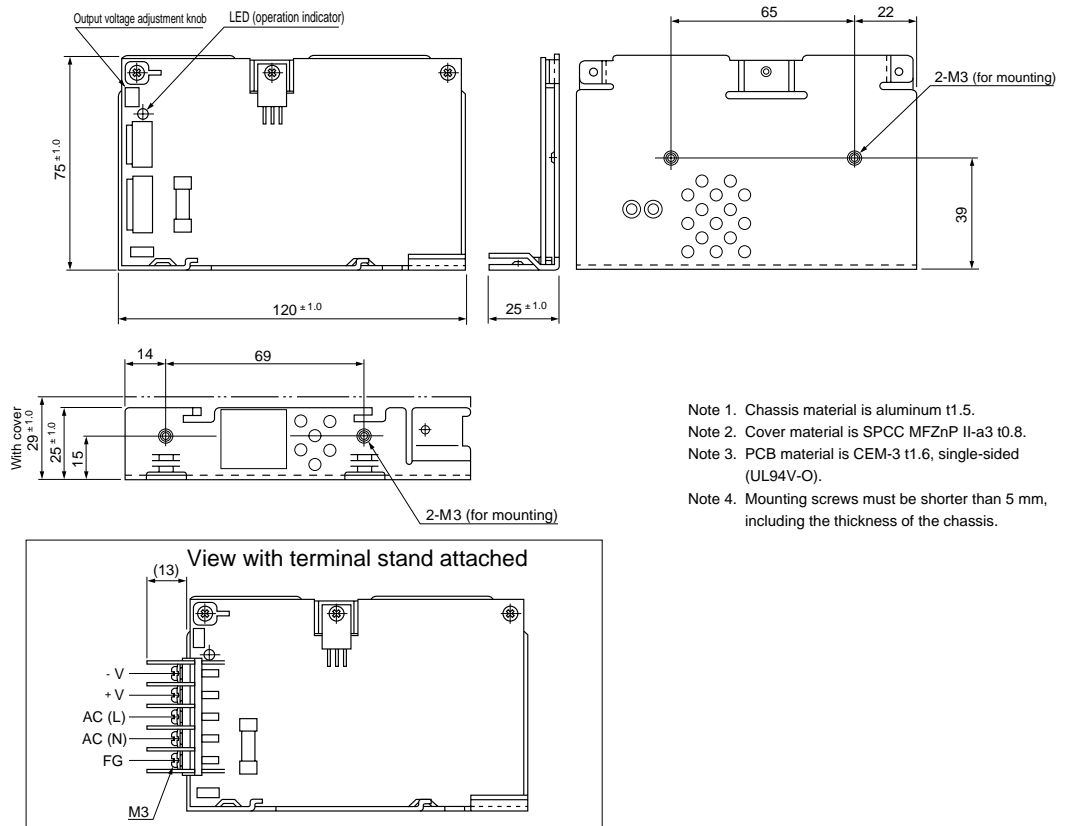 Output voltage adjustment knob
LED (operation indicator)
65
22
2-M3 (for mounting)
75 ± 1.0
39
120 ± 1.0
25 ± 1.0
14
69
With cover
29 ± 1.0
25 ± 1.0
15
2-M3 (for mounting)
Note 1. Chassis material is aluminum t1.5.
Note 2. Cover material is SPCC MFZnP II-a3 t0.8.
Note 3. PCB material is CEM-3 t1.6, single-sided
(UL94V-O).
Note 4. Mounting screws must be shorter than 5 mm,
including the thickness of the chassis.
View with terminal stand attached
(13)
- V
+ V
AC (L)
AC (N)
FG
M3